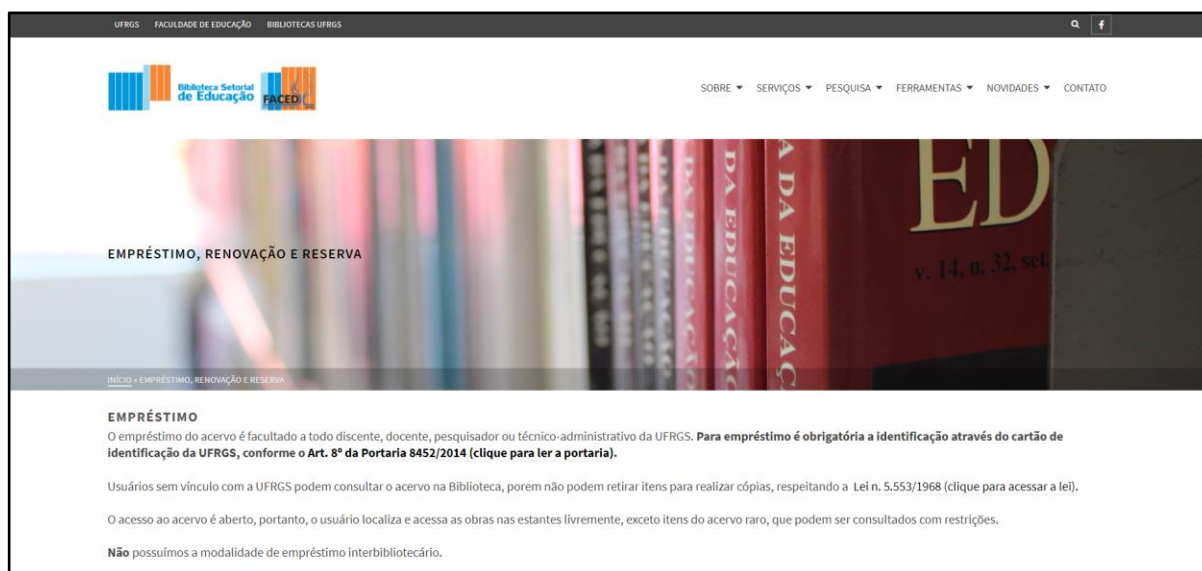 UFRGS FACULDADE DE EDUCAÇÃO BIBLIOTECAS UFRGS
Biblioteca Setorial
de Educação
FACED
SOBRE SERVIÇOS PESQUISA FERRAMENTAS NOVIDADES CONTATO
DA EDUCAÇÃO
DA EDUCAÇÃO
A DA EDUCAÇ
ED
v. 14, n. 32, set.
EMPRÉSTIMO, RENOVAÇÃO E RESERVA
INÍCIO » EMPRÉSTIMO, RENOVAÇÃO E RESERVA
EMPRÉSTIMO
O empréstimo do acervo é facultado a todo discente, docente, pesquisador ou técnico-administrativo da UFRGS. Para empréstimo é obrigatória a identificação através do cartão de
identificação da UFRGS, conforme o Art. 8º da Portaria 8452/2014 (clique para ler a portaria).
Usuários sem vínculo com a UFRGS podem consultar o acervo na Biblioteca, porem não podem retirar itens para realizar cópias, respeitando a Lei n. 5.553/1968 (clique para acessar a lei).
O acesso ao acervo é aberto, portanto, o usuário localiza e acessa as obras nas estantes livremente, exceto itens do acervo raro, que podem ser consultados com restrições.
Não possuímos a modalidade de empréstimo interbibliotecário.